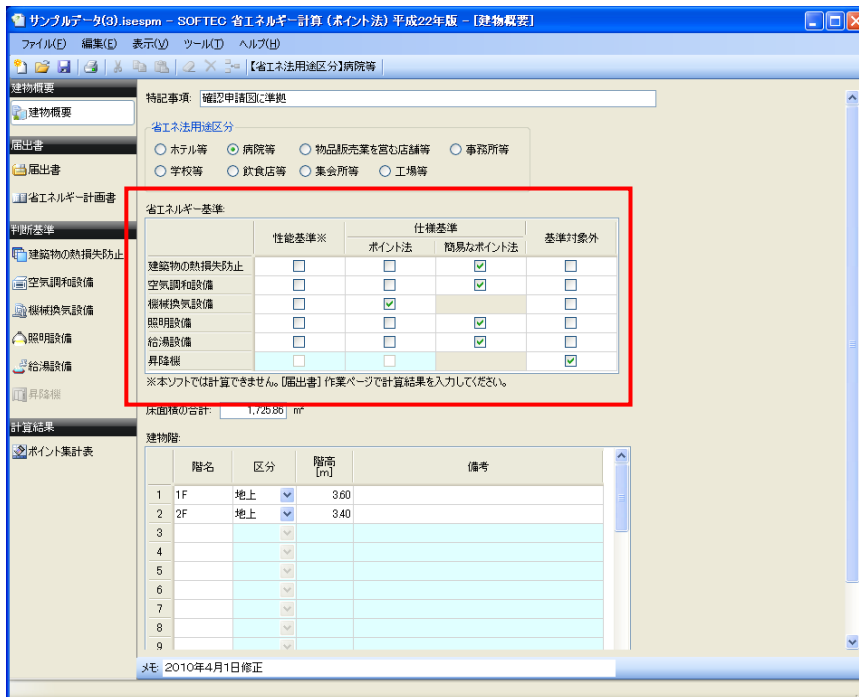 サンプルデータ(3).isespm - SOFTEC 省エネルギー計算 (ポイント法) 平成22年版 - [建物概要]
ファイル(F) 編集(E) 表示(V) ツール(T) ヘルプ(H)
【省エネ法用途区分】病院等
建物概要
建物概要
届出書
届出書
省エネルギー計画書
判断基準
建築物の熱損失防止
空気調和設備
機械換気設備
照明設備
給湯設備
昇降機
計算結果
ポイント集計表
特記事項: 確認申請図に準拠
省エネ法用途区分
ホテル等 病院等 物品販売業を営む店舗等 事務所等
学校等 飲食店等 集会所等 工場等
省エネルギー基準:
性能基準※ 仕様基準 基準対象外
ポイント法 簡易なポイント法
建築物の熱損失防止
空気調和設備
機械換気設備
照明設備
給湯設備
昇降機
※本ソフトでは計算できません。[届出書] 作業ページで計算結果を入力してください。
床面積の合計: 1,725.86 ㎡
建物階:
階名 区分 階高 [m] 備考
1 1F 地上 3.60
2 2F 地上 3.40
3
4
5
6
7
8
9
メモ: 2010年4月1日修正